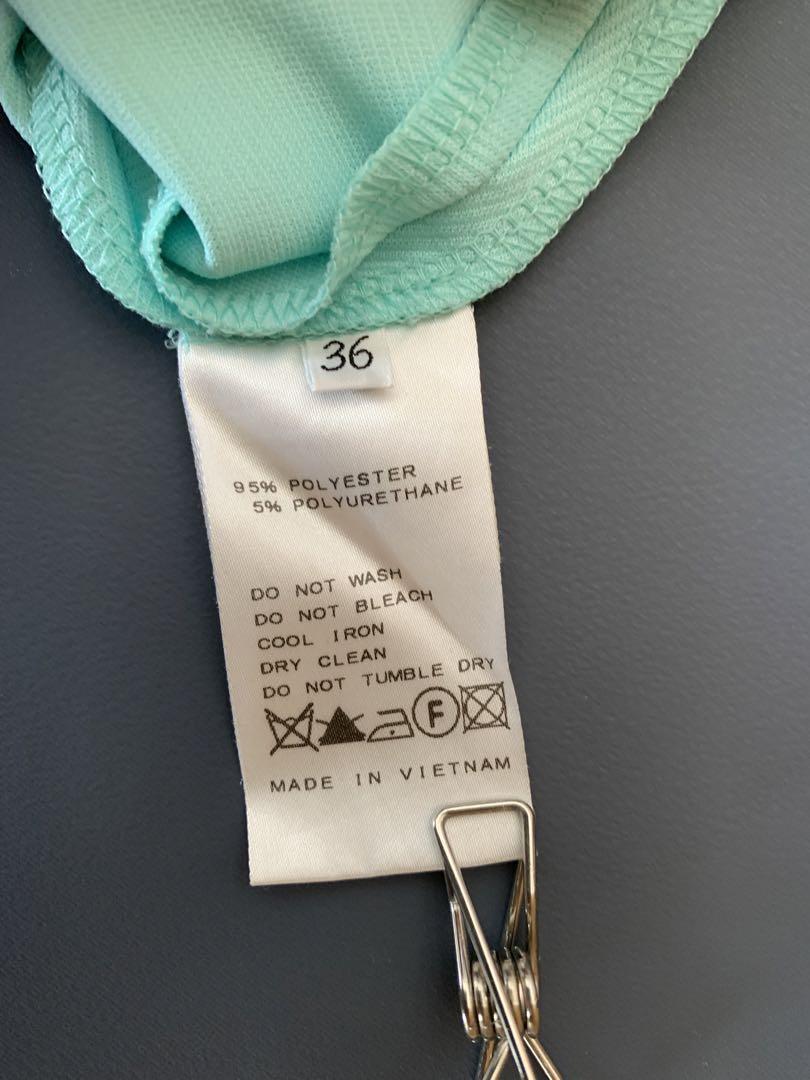 36
95% POLYESTER
5% POLYURETHANE
DO NOT WASH
DO NOT BLEACH
COOL IRON
DRY CLEAN
DO NOT TUMBLE DRY
F
MADE IN VIETNAM